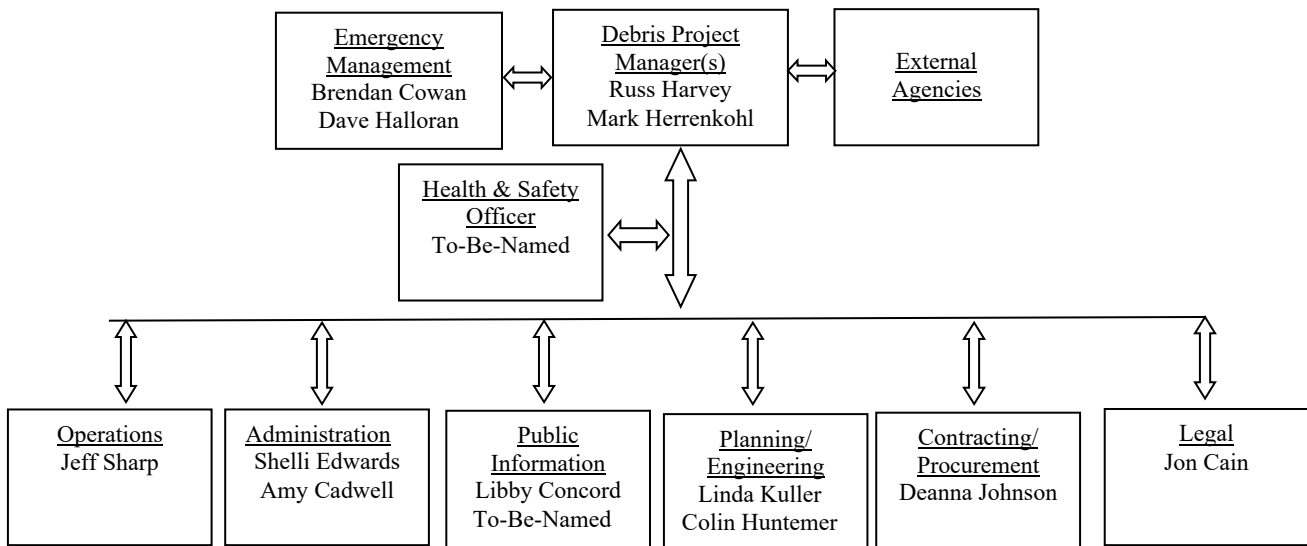 Emergency
Management
Brendan Cowan
Dave Halloran
Debris Project
Manager(s)
Russ Harvey
Mark Herrenkohl
External
Agencies
Health & Safety
Officer
To-Be-Named
Operations
Jeff Sharp
Administration
Shelli Edwards
Amy Cadwell
Public
Information
Libby Concord
To-Be-Named
Planning/
Engineering
Linda Kuller
Colin Huntemer
Contracting/
Procurement
Deanna Johnson
Legal
Jon Cain